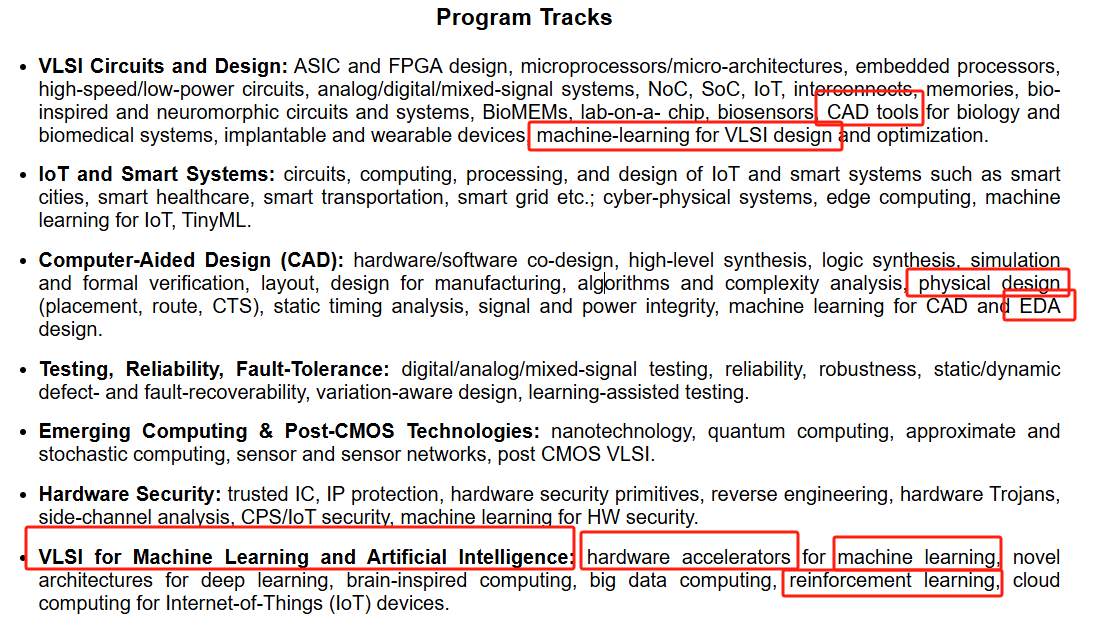 Program Tracks
• VLSI Circuits and Design: ASIC and FPGA design, microprocessors/micro-architectures, embedded processors,
high-speed/low-power circuits, analog/digital/mixed-signal systems, NoC, SoC, IoT, interconnects, memories, bio-
inspired and neuromorphic circuits and systems, BioMEMs, lab-on-a- chip, biosensors, CAD tools for biology and
biomedical systems, implantable and wearable devices machine-learning for VLSI design and optimization.
• IoT and Smart Systems: circuits, computing, processing, and design of IoT and smart systems such as smart
cities, smart healthcare, smart transportation, smart grid etc.; cyber-physical systems, edge computing, machine
learning for IoT, TinyML.
• Computer-Aided Design (CAD): hardware/software co-design, high-level synthesis, logic synthesis, simulation
and formal verification, layout, design for manufacturing, algorithms and complexity analysis, physical design
(placement, route, CTS), static timing analysis, signal and power integrity, machine learning for CAD and EDA
design.
• Testing, Reliability, Fault-Tolerance: digital/analog/mixed-signal testing, reliability, robustness, static/dynamic
defect- and fault-recoverability, variation-aware design, learning-assisted testing.
• Emerging Computing & Post-CMOS Technologies: nanotechnology, quantum computing, approximate and
stochastic computing, sensor and sensor networks, post CMOS VLSI.
• Hardware Security: trusted IC, IP protection, hardware security primitives, reverse engineering, hardware Trojans,
side-channel analysis, CPS/IoT security, machine learning for HW security.
• VLSI for Machine Learning and Artificial Intelligence: hardware accelerators for machine learning, novel
architectures for deep learning, brain-inspired computing, big data computing, reinforcement learning, cloud
computing for Internet-of-Things (IoT) devices.